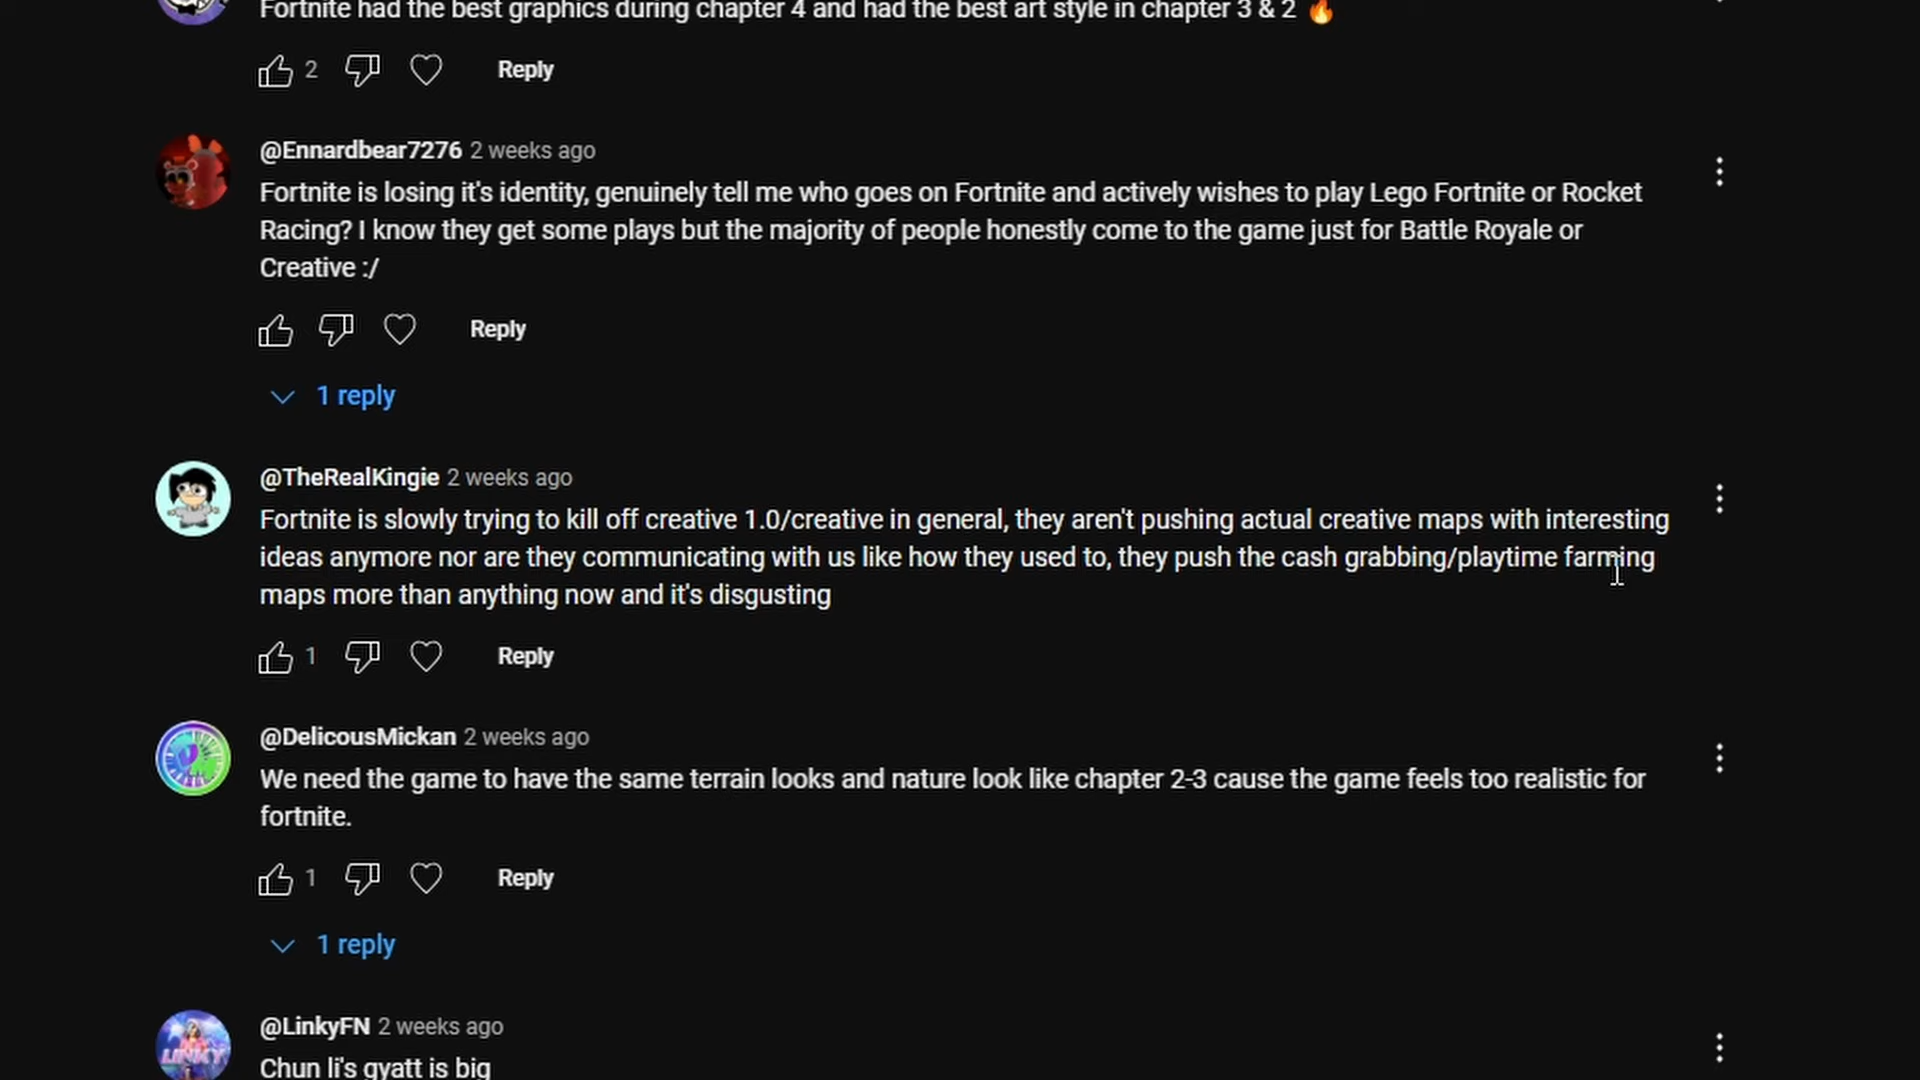 Fortnite had the best graphics during chapter 4 and had the best art style in chapter 3 & 2 🔥
2 Reply
@Ennardbear7276 2 weeks ago
Fortnite is losing it's identity, genuinely tell me who goes on Fortnite and actively wishes to play Lego Fortnite or Rocket
Racing? I know they get some plays but the majority of people honestly come to the game just for Battle Royale or
Creative :/
Reply
1 reply
@TheRealKingie 2 weeks ago
Fortnite is slowly trying to kill off creative 1.0/creative in general, they aren't pushing actual creative maps with interesting
ideas anymore nor are they communicating with us like how they used to, they push the cash grabbing/playtime farming
maps more than anything now and it's disgusting
1 Reply
@DelicousMickan 2 weeks ago
We need the game to have the same terrain looks and nature look like chapter 2-3 cause the game feels too realistic for
fortnite.
1 Reply
1 reply
LINKY
@LinkyFN 2 weeks ago
Chun li's gyatt is big